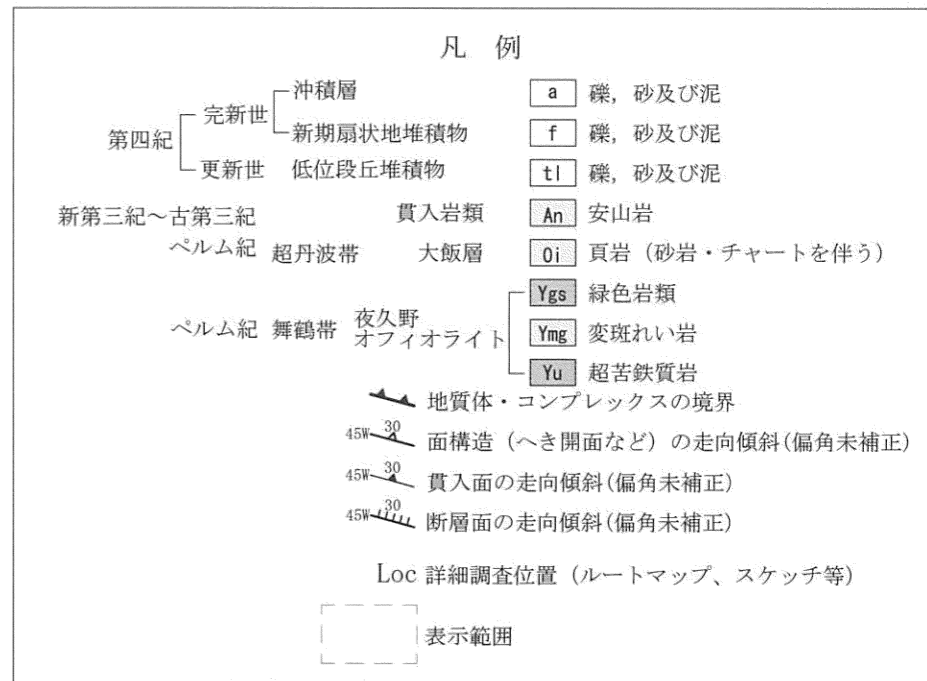 凡 例
第四紀 完新世 沖積層 a 礫,砂及び泥
新期扇状地堆積物 f 礫,砂及び泥
更新世 低位段丘堆積物 tl 礫,砂及び泥
新第三紀～古第三紀 貫入岩類 An 安山岩
ペルム紀 超丹波帯 大飯層 Oi 頁岩(砂岩・チャートを伴う)
ペルム紀 舞鶴帯 夜久野オフィオライト Ygs 緑色岩類
Ymg 変斑れい岩
Yu 超苦鉄質岩
地質体・コンプレックスの境界
45W 30 面構造(へき開面など)の走向傾斜(偏角未補正)
45W 30 貫入面の走向傾斜(偏角未補正)
45W 30 断層面の走向傾斜(偏角未補正)
Loc 詳細調査位置(ルートマップ、スケッチ等)
表示範囲